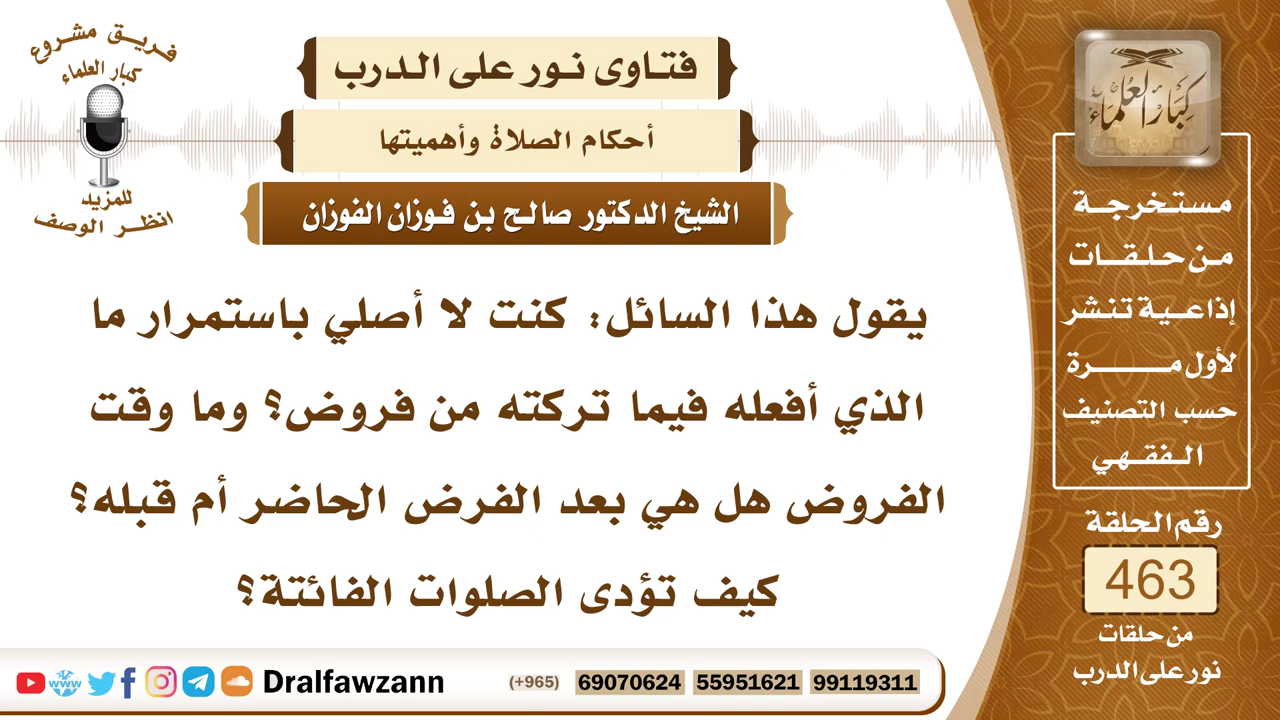 فريق مشروع
كبار العلماء
للمزيد
انظر الوصف
فتاوى نور على الدرب
أحكام الصلاة وأهميتها
الشيخ الدكتور صالح بن فوزان الفوزان
يقول هذا السائل: كنت لا أصلي باستمرار ما
الذي أفعله فيما تركته من فروض؟ وما وقت
الفروض هل هي بعد الفرض الحاضر أم قبله؟
كيف تؤدى الصلوات الفائتة؟
كبار العلماء
مستخرجة
من حلقات
إذاعية تنشر
لأول مرة
حسب التصنيف
الفقهي
رقم الحلقة
463
من حلقات
نور على الدرب
www Dralfawzann (+965) 69070624 55951621 99119311